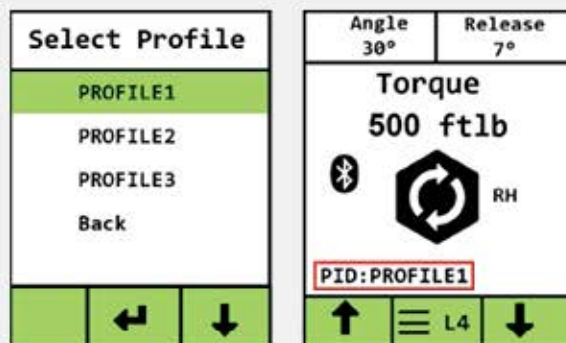 Select Profile
PROFILE1
PROFILE2
PROFILE3
Back
Angle
30°
Release
7°
Torque
500 ftlb
RH
PID:PROFILE1
L4